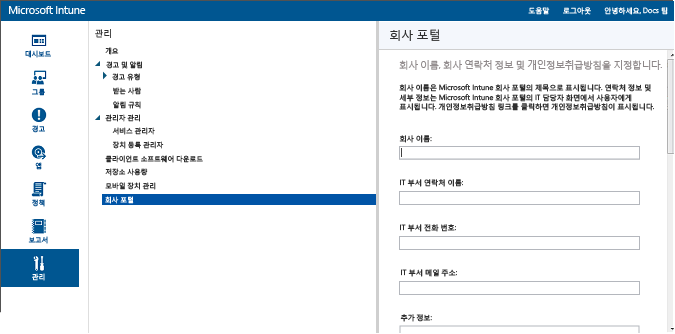 Microsoft Intune
도움말 로그아웃 안녕하세요, Docs 팀
대시보드
그룹
경고
앱
정책
보고서
관리
관리
개요
경고 및 알림
경고 유형
받는 사람
알림 규칙
관리자 관리
서비스 관리자
장치 등록 관리자
클라이언트 소프트웨어 다운로드
저장소 사용량
모바일 장치 관리
회사 포털
회사 포털
회사 이름, 회사 연락처 정보 및 개인정보취급방침을 지정합니다.
회사 이름은 Microsoft Intune 회사 포털의 제목으로 표시됩니다. 연락처 정보 및
세부 정보는 Microsoft Intune 회사 포털의 IT 담당자 화면에서 사용자에게
표시됩니다. 개인정보취급방침 링크를 클릭하면 개인정보취급방침이 표시됩니다.
회사 이름:
IT 부서 연락처 이름:
IT 부서 전화 번호:
IT 부서 메일 주소:
추가 정보: